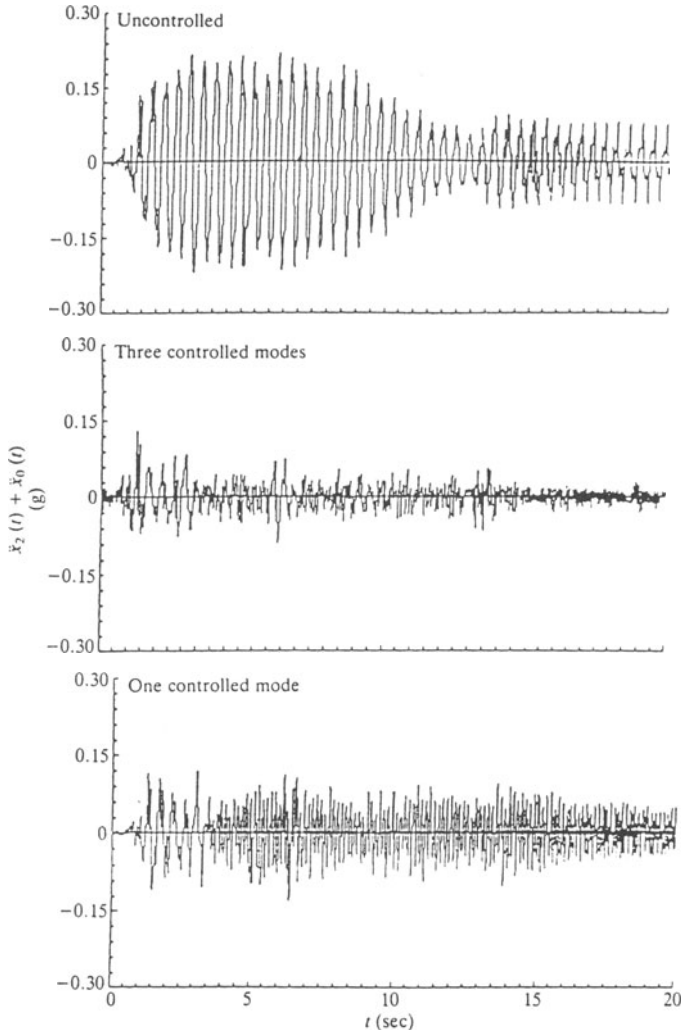 0.30
Uncontrolled
0.15
0
−0.15
−0.30
0.30
Three controlled modes
0.15
0
−0.15
−0.30
ẍ₂(t) + ẍ₀(t)
(g)
0.30
One controlled mode
0.15
0
−0.15
−0.30
0 5 10 15 20
t (sec)